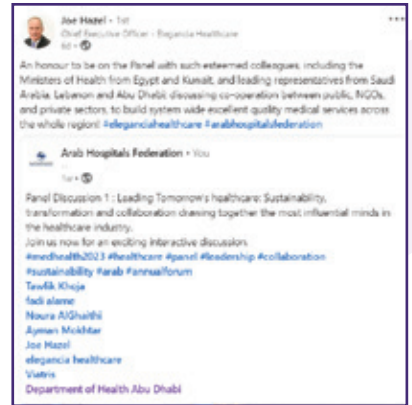 Joe Hazel • 1st
Chief Executive Officer - Elegancia Healthcare
6d •
An honour to be on the Panel with such esteemed colleagues, including the
Ministers of Health from Egypt and Kuwait, and leading representatives from Saudi
Arabia, Lebanon and Abu Dhabi; discussing co-operation between public, NGOs,
and private sectors, to build system wide excellent quality medical services across
the whole region! #eleganciahealthcare #arabhospitalsfederation
Arab Hospitals Federation • You
1w •
Panel Discussion 1 : Leading Tomorrow's healthcare: Sustainability,
transformation and collaboration drawing together the most influential minds in
the healthcare industry.
Join us now for an exciting interactive discussion.
#medhealth2023 #healthcare #panel #leadership #collaboration
#sustainability #arab #annualforum
Tawfik Khoja
fadi alame
Noura AlGhaithi
Ayman Mokhtar
Joe Hazel
elegancia healthcare
Viatris
Department of Health Abu Dhabi